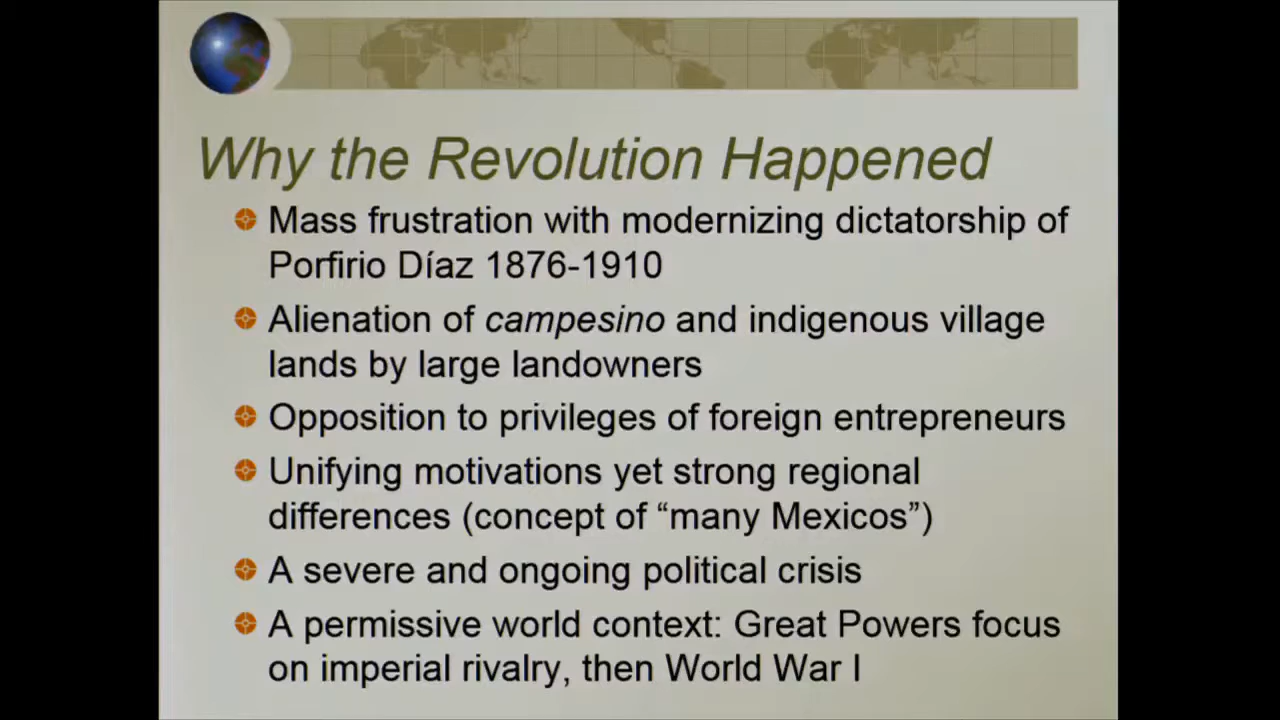 Why the Revolution Happened
Mass frustration with modernizing dictatorship of
Porfirio Díaz 1876-1910
Alienation of campesino and indigenous village
lands by large landowners
Opposition to privileges of foreign entrepreneurs
Unifying motivations yet strong regional
differences (concept of “many Mexicos”)
A severe and ongoing political crisis
A permissive world context: Great Powers focus
on imperial rivalry, then World War I